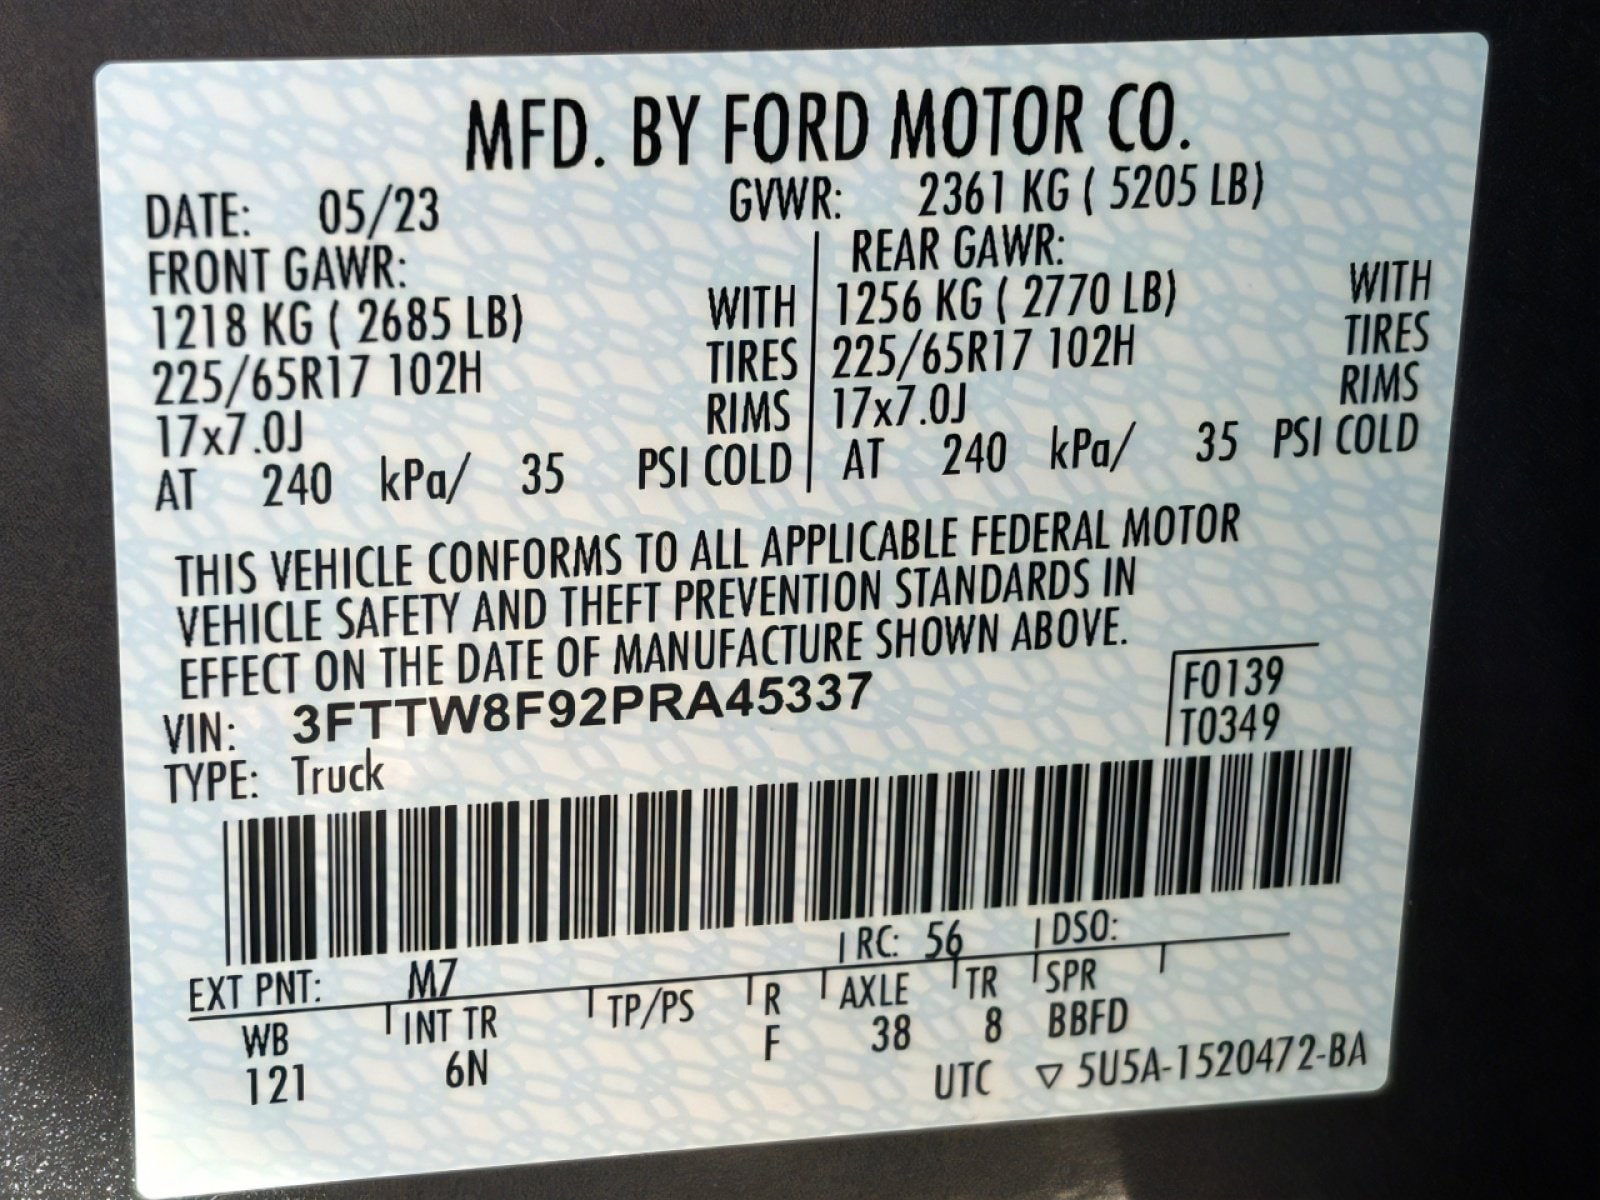 MFD. BY FORD MOTOR CO.
DATE: 05/23 GVWR: 2361 KG ( 5205 LB)
FRONT GAWR: REAR GAWR:
1218 KG ( 2685 LB) WITH 1256 KG ( 2770 LB) WITH
225/65R17 102H TIRES 225/65R17 102H TIRES
17x7.0J RIMS 17x7.0J RIMS
AT 240 kPa/ 35 PSI COLD AT 240 kPa/ 35 PSI COLD
THIS VEHICLE CONFORMS TO ALL APPLICABLE FEDERAL MOTOR
VEHICLE SAFETY AND THEFT PREVENTION STANDARDS IN
EFFECT ON THE DATE OF MANUFACTURE SHOWN ABOVE.
VIN: 3FTTW8F92PRA45337 F0139
TYPE: Truck T0349
EXT PNT: M7 RC: 56 DSO:
WB INT TR TP/PS R AXLE TR SPR
121 6N F 38 8 BBFD
UTC ▽ 5U5A-1520472-BA